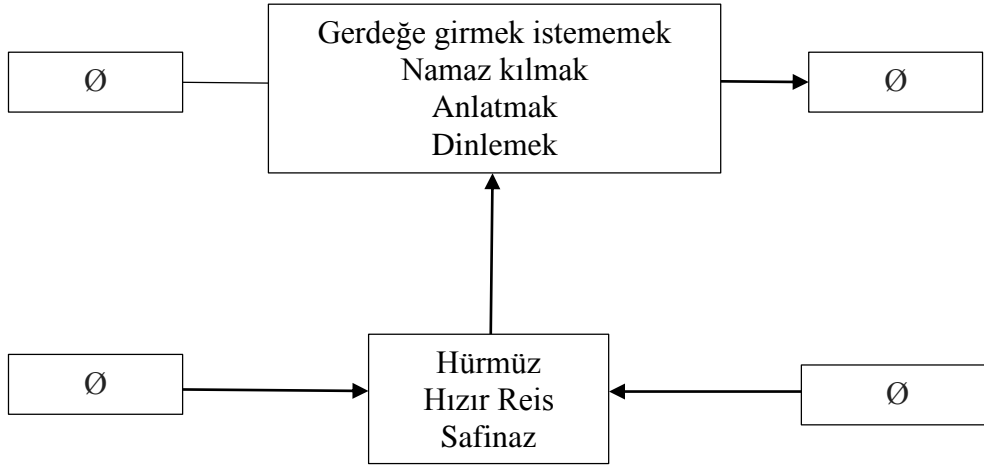 Ø
Gerdeğe girmek istememek
Namaz kılmak
Anlatmak
Dinlemek
Ø
Ø
Hürmüz
Hızır Reis
Safinaz
Ø